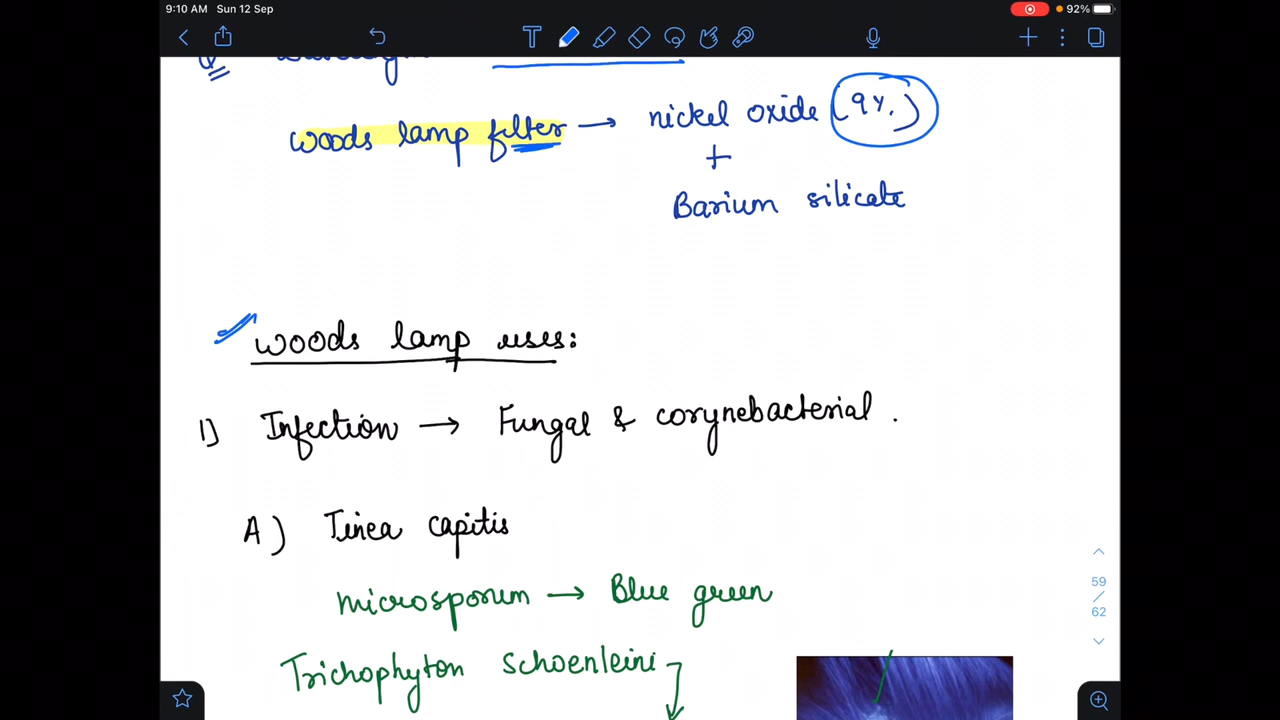 9:10 AM Sun 12 Sep
92%
woods lamp filter → nickel oxide (9%.)
+
Barium silicate
woods lamp uses:
1) Infection → Fungal & corynebacterial.
A) Tinea capitis
microsporum → Blue green
Trichophyton schoenleini
59
/
62